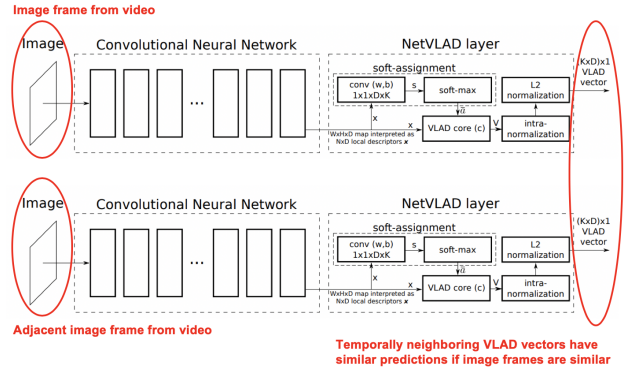 Image frame from video
Image
Convolutional Neural Network
NetVLAD layer
soft-assignment
conv (w,b)
1x1xDxK
s
soft-max
L2
normalization
(KxD)x1
VLAD
vector
x
ā
x
VLAD core (c)
V
intra-
normalization
WxHxD map interpreted as
NxD local descriptors x
...
Image
Convolutional Neural Network
NetVLAD layer
soft-assignment
conv (w,b)
1x1xDxK
s
soft-max
L2
normalization
(KxD)x1
VLAD
vector
x
ā
x
VLAD core (c)
V
intra-
normalization
WxHxD map interpreted as
NxD local descriptors x
...
Adjacent image frame from video
Temporally neighboring VLAD vectors have
similar predictions if image frames are similar